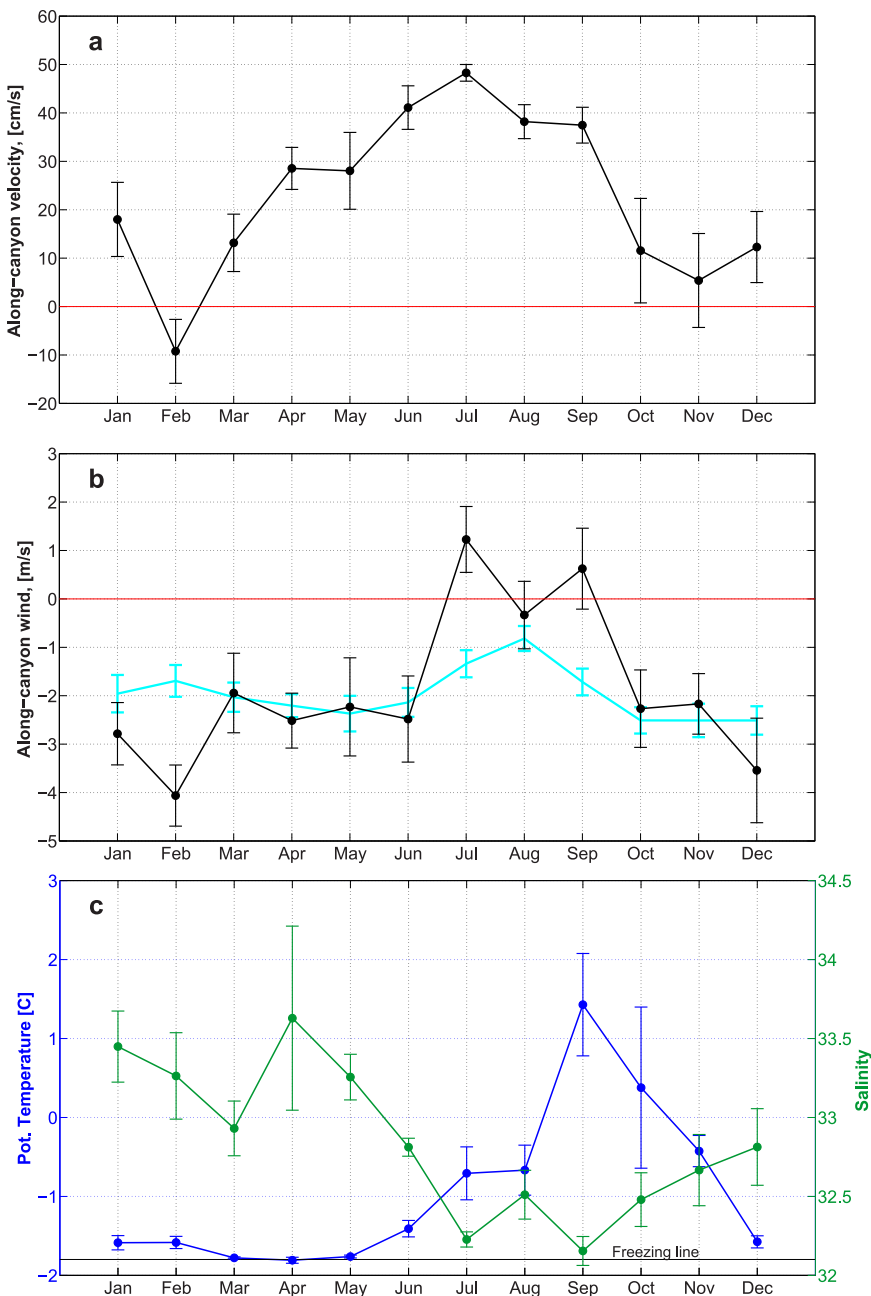 a
Along−canyon velocity, [cm/s]
60
50
40
30
20
10
0
−10
−20
Jan Feb Mar Apr May Jun Jul Aug Sep Oct Nov Dec
b
Along−canyon wind, [m/s]
3
2
1
0
−1
−2
−3
−4
−5
Jan Feb Mar Apr May Jun Jul Aug Sep Oct Nov Dec
c
Pot. Temperature [C]
3
2
1
0
−1
−2
34.5
34
33.5
33
32.5
32
Salinity
Freezing line
Jan Feb Mar Apr May Jun Jul Aug Sep Oct Nov Dec